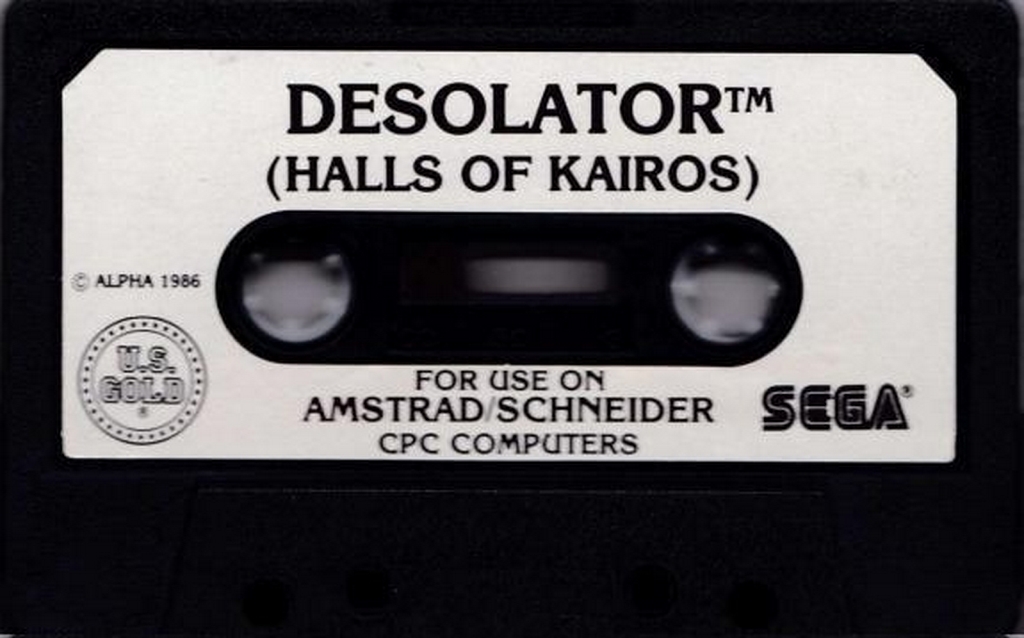 DESOLATOR™
(HALLS OF KAIROS)
© ALPHA 1986
U.S.
GOLD®
FOR USE ON
AMSTRAD/SCHNEIDER
CPC COMPUTERS
SEGA®